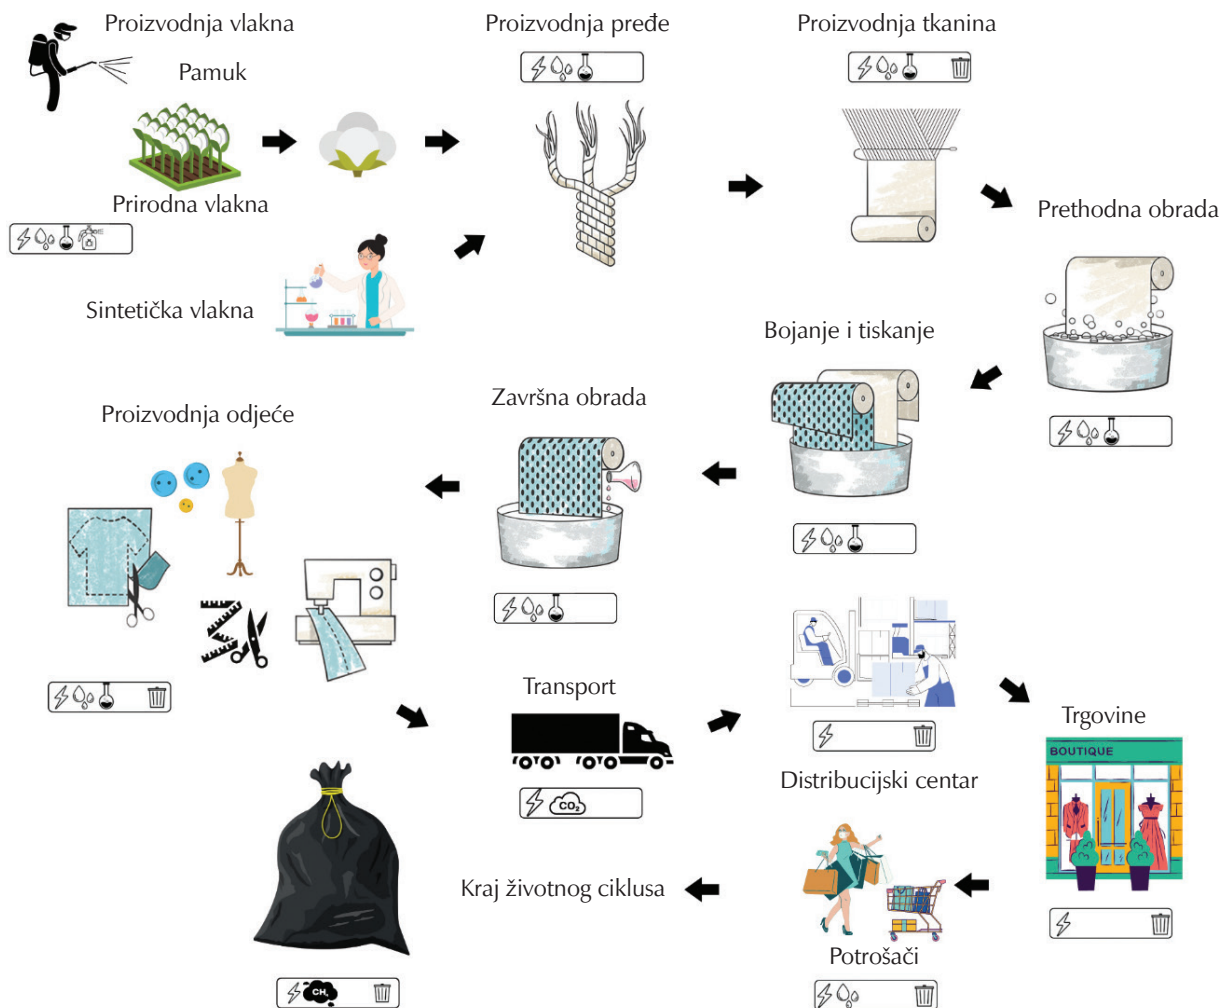 Proizvodnja vlakna
Pamuk
Prirodna vlakna
Sintetička vlakna
Proizvodnja pređe
Proizvodnja tkanina
Prethodna obrada
Bojanje i tiskanje
Završna obrada
Proizvodnja odjeće
Transport
CO₂
Distribucijski centar
Trgovine
BOUTIQUE
Potrošači
Kraj životnog ciklusa
CH₄